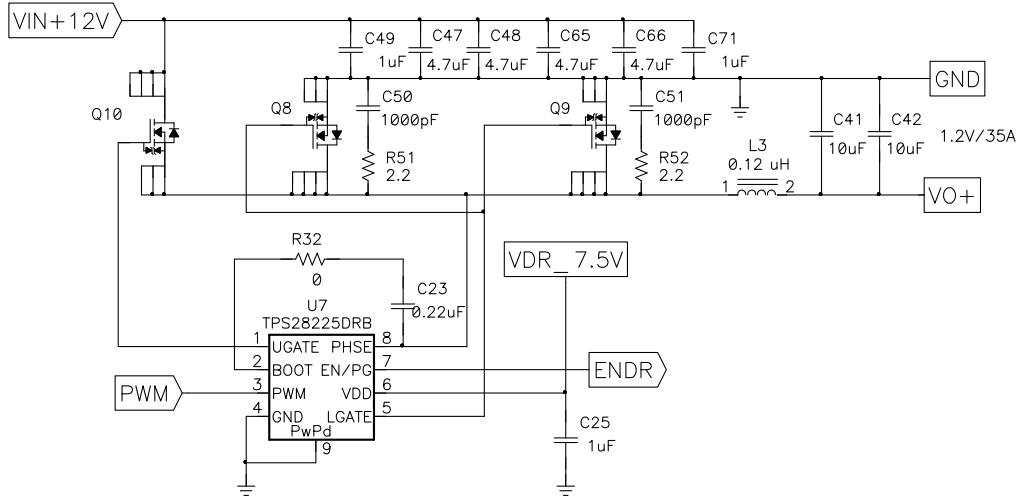 VIN+12V
C49
1uF
C47
4.7uF
C48
4.7uF
C65
4.7uF
C66
4.7uF
C71
1uF
GND
Q10
Q8
C50
1000pF
Q9
C51
1000pF
C41
10uF
C42
10uF
1.2V/35A
R51
2.2
R52
2.2
L3
0.12 uH
1
2
VO+
R32
0
VDR_ 7.5V
C23
0.22uF
U7
TPS28225DRB
1
UGATE
PHSE
8
2
BOOT
EN/PG
7
ENDR
PWM
3
PWM
VDD
6
4
GND
LGATE
5
PwPd
9
C25
1uF